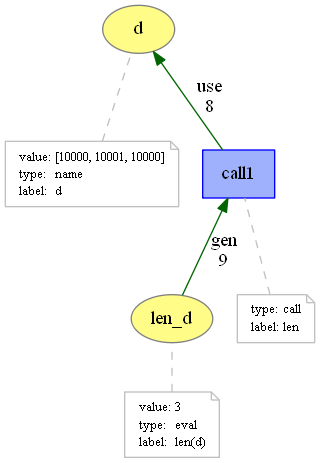 d
use
8
value: [10000, 10001, 10000]
type: name
label: d
call1
gen
9
len_d
type: call
label: len
value: 3
type: eval
label: len(d)